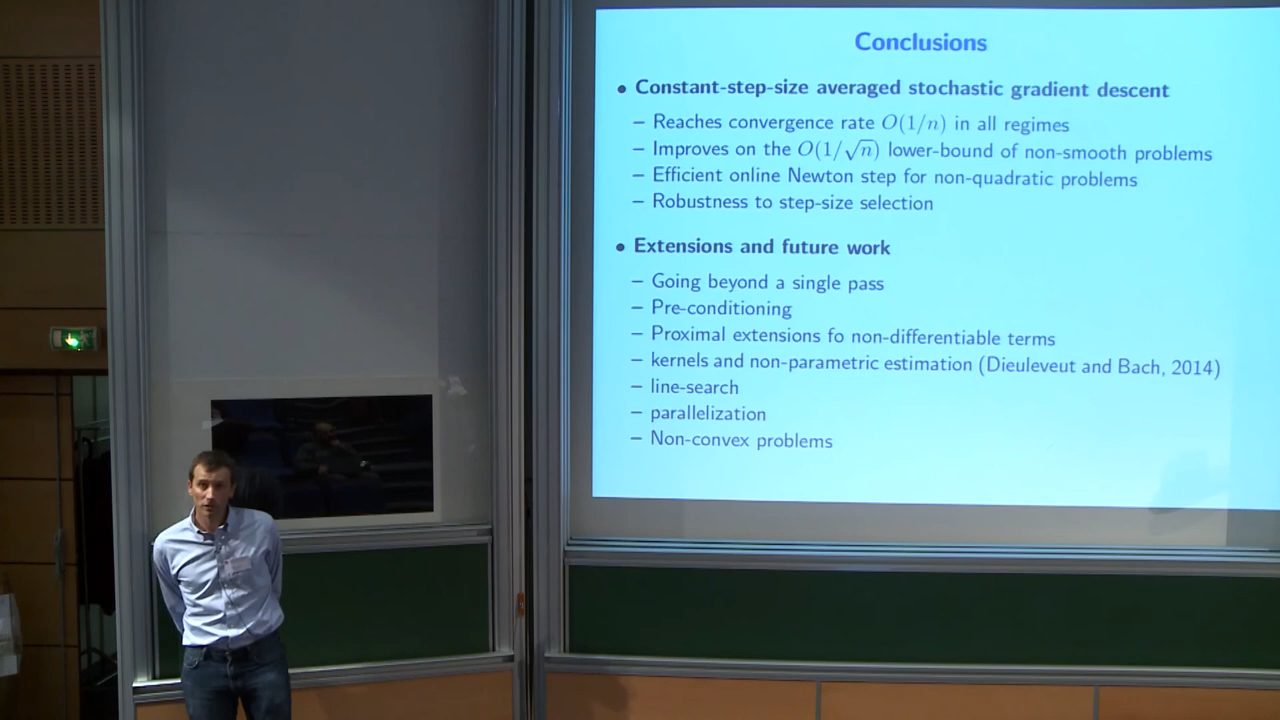 Conclusions
• Constant-step-size averaged stochastic gradient descent
– Reaches convergence rate O(1/n) in all regimes
– Improves on the O(1/√n) lower-bound of non-smooth problems
– Efficient online Newton step for non-quadratic problems
– Robustness to step-size selection
• Extensions and future work
– Going beyond a single pass
– Pre-conditioning
– Proximal extensions fo non-differentiable terms
– kernels and non-parametric estimation (Dieuleveut and Bach, 2014)
– line-search
– parallelization
– Non-convex problems